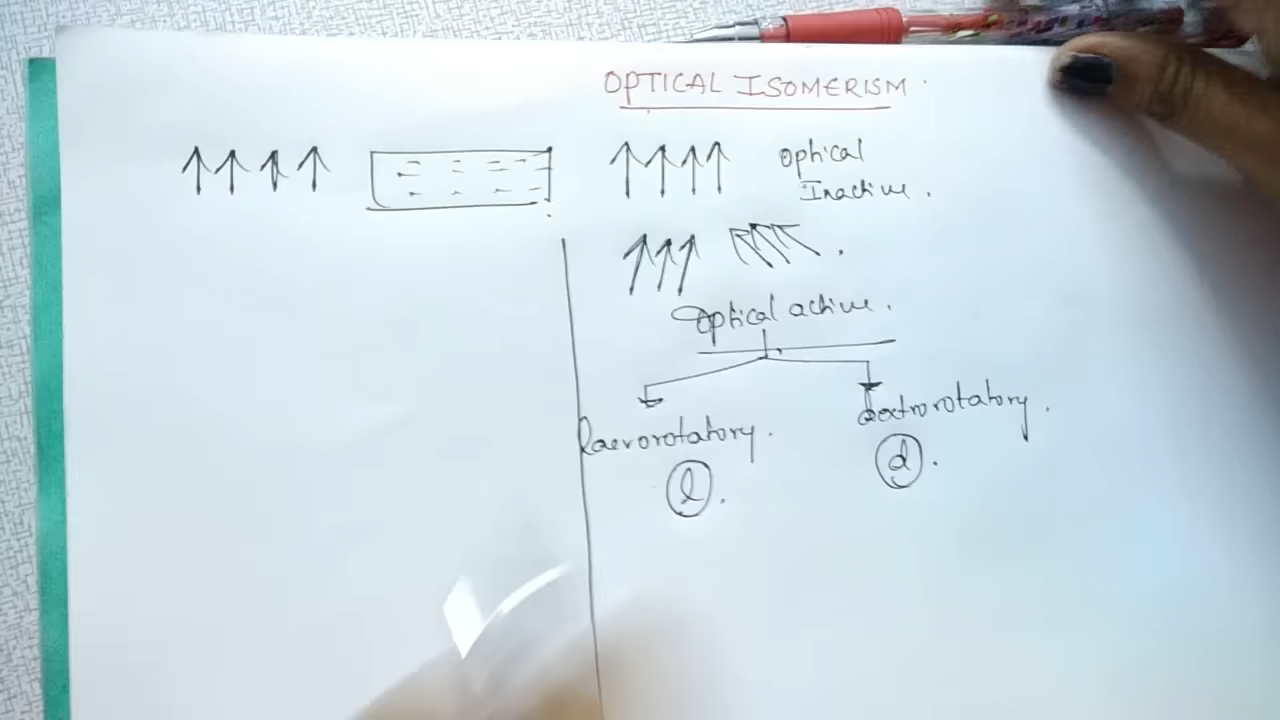 OPTICAL ISOMERISM
Optical
Inactive.
Optical active.
laevorotatory.
dextrorotatory.
l.
d.